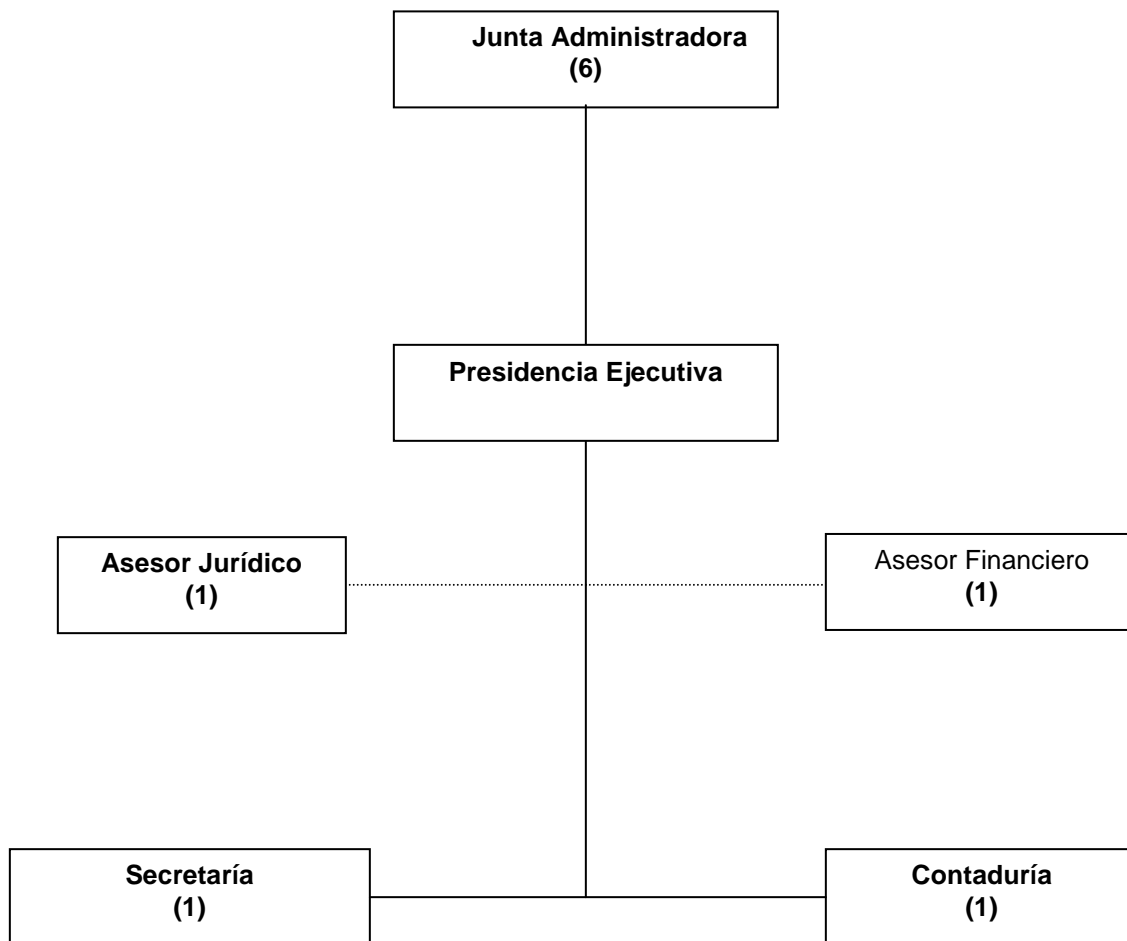 Junta Administradora
(6)
Presidencia Ejecutiva
Asesor Jurídico
(1)
Asesor Financiero
(1)
Secretaría
(1)
Contaduría
(1)